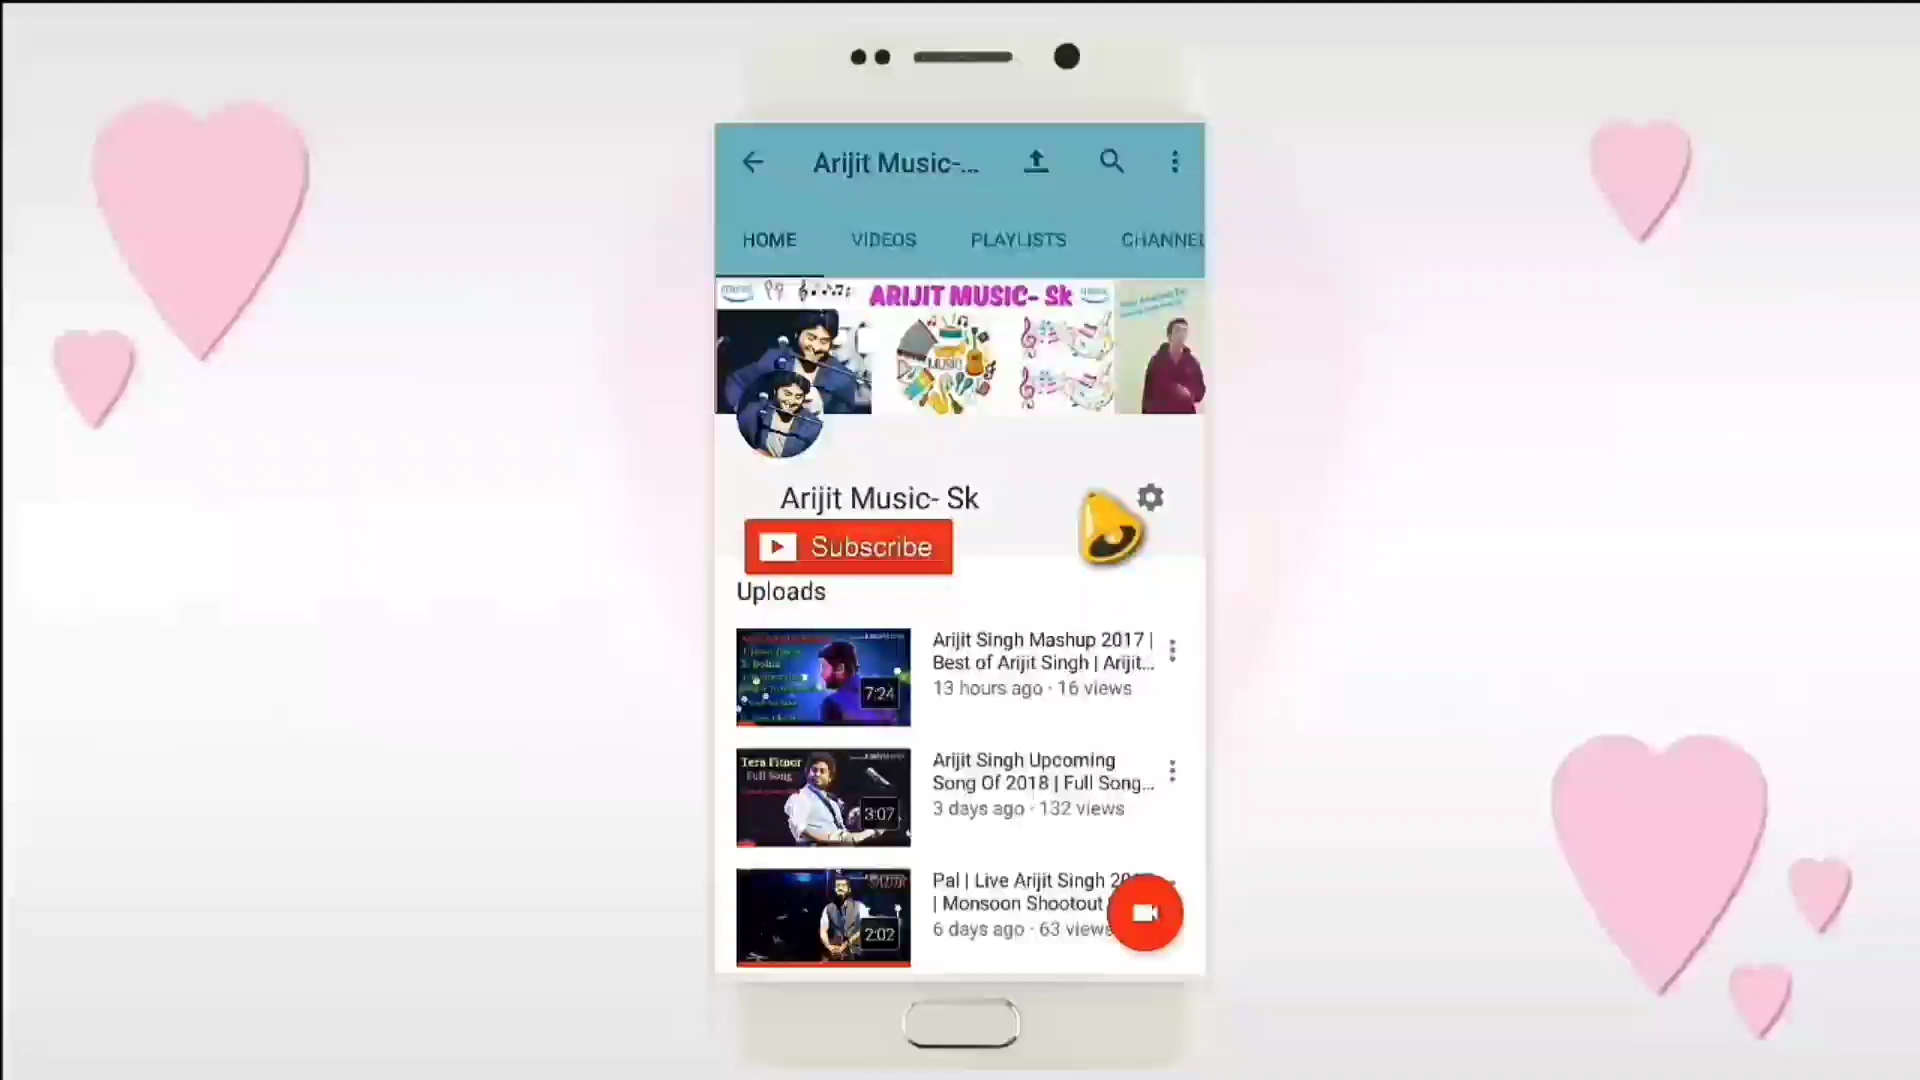 Arijit Music-...
HOME VIDEOS PLAYLISTS CHANNEL
ARIJIT MUSIC- Sk
MUSIC
Arijit Music- Sk
Subscribe
Uploads
Arijit Singh Mashup 2017 |
Best of Arijit Singh | Arijit...
13 hours ago · 16 views
7:24
Arijit Singh Upcoming
Song Of 2018 | Full Song...
3 days ago · 132 views
Tera Fitoor
Full Song
3:07
Pal | Live Arijit Singh 20
| Monsoon Shootout
6 days ago · 63 views
2:02